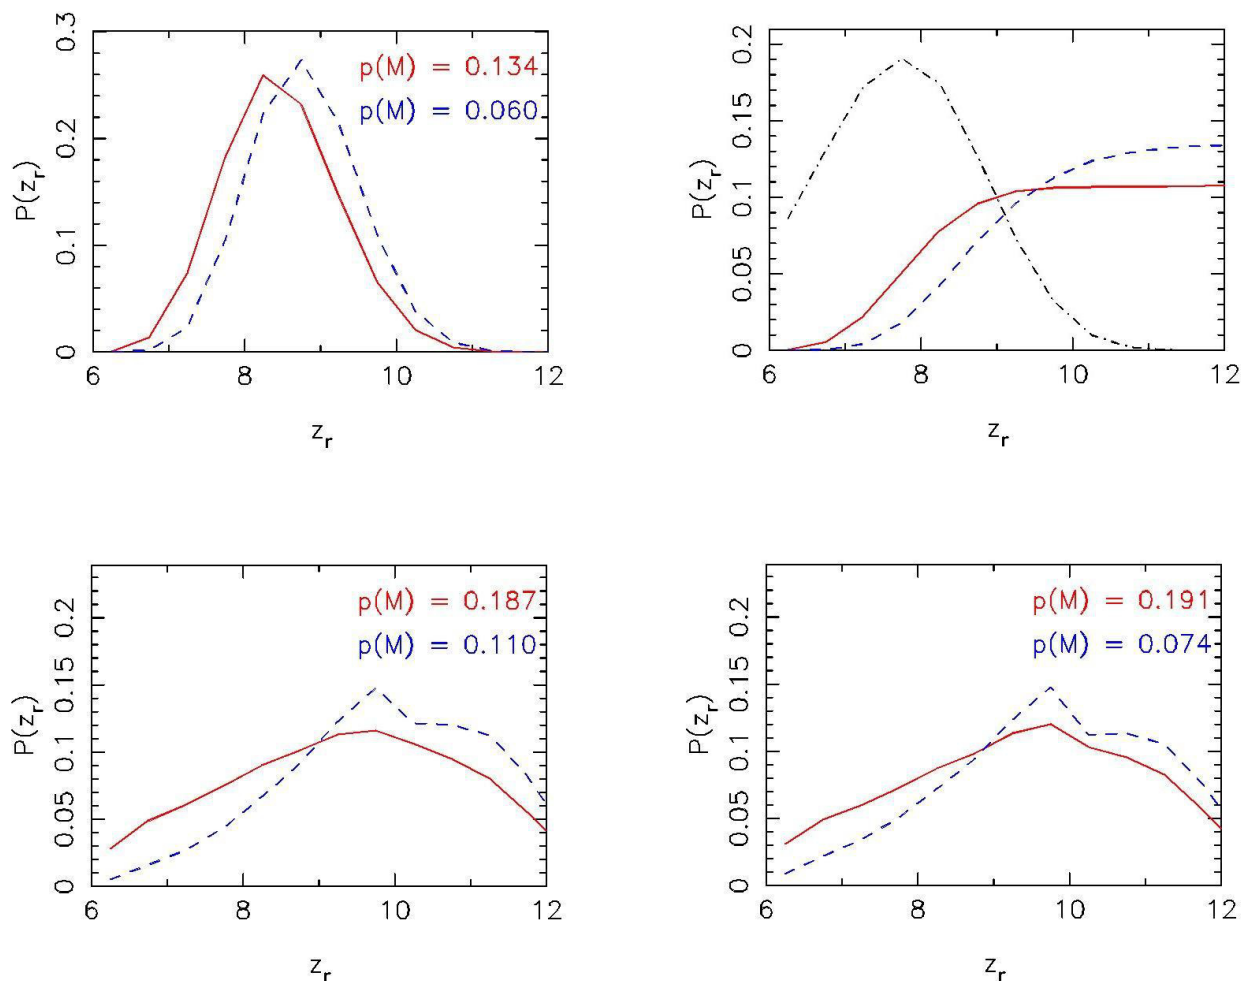 0.3
0.2
0.1
0
P(z_r)
p(M) = 0.134
p(M) = 0.060
6 8 10 12
z_r
0.2
0.15
0.1
0.05
0
P(z_r)
6 8 10 12
z_r
0.2
0.15
0.1
0.05
0
P(z_r)
p(M) = 0.187
p(M) = 0.110
6 8 10 12
z_r
0.2
0.15
0.1
0.05
0
P(z_r)
p(M) = 0.191
p(M) = 0.074
6 8 10 12
z_r